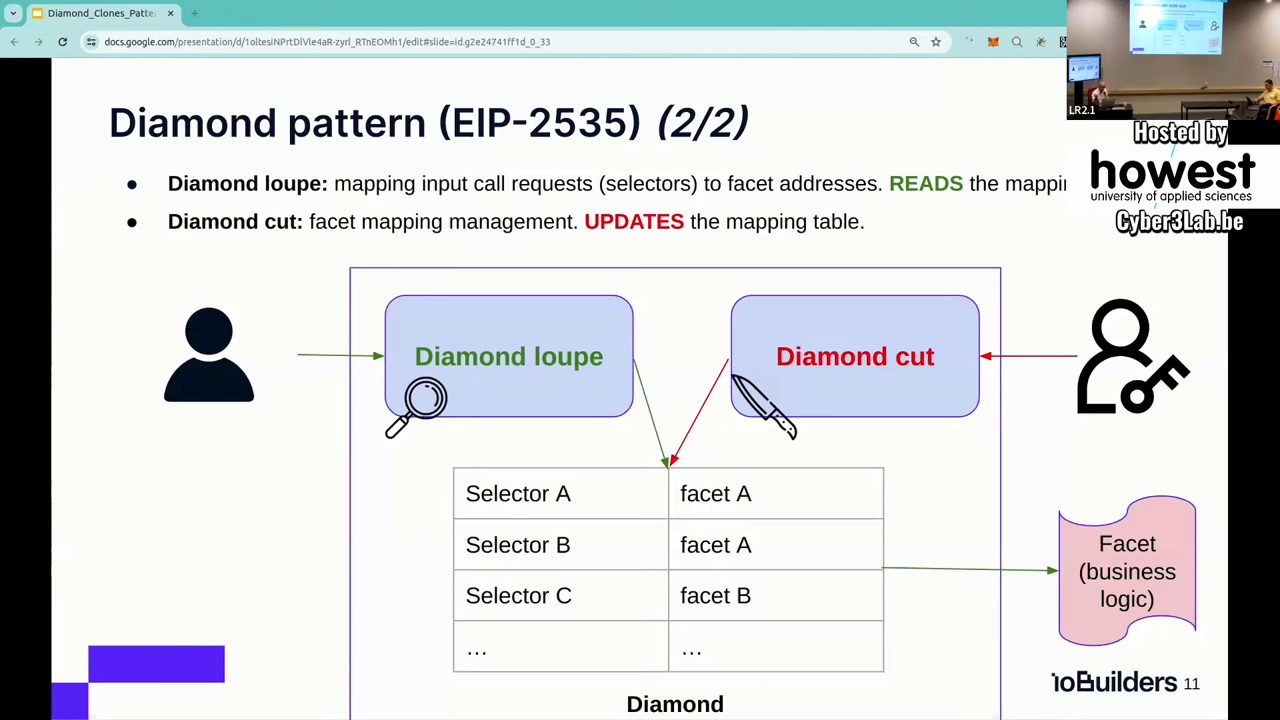 Diamond_Clones_Patte
docs.google.com/presentation/d/1oltesiNPrtDlVle4aR-zyrl_RTnEOMh1/edit#slide=id.g2e24741ff1d_0_33
LR2.1
Hosted by
howest
university of applied sciences
Cyber3Lab.be
Diamond pattern (EIP-2535) (2/2)
● Diamond loupe: mapping input call requests (selectors) to facet addresses. READS the mappi
● Diamond cut: facet mapping management. UPDATES the mapping table.
Diamond loupe
Diamond cut
Selector A facet A
Selector B facet A
Selector C facet B
… …
Facet
(business
logic)
Diamond
ioBuilders 11